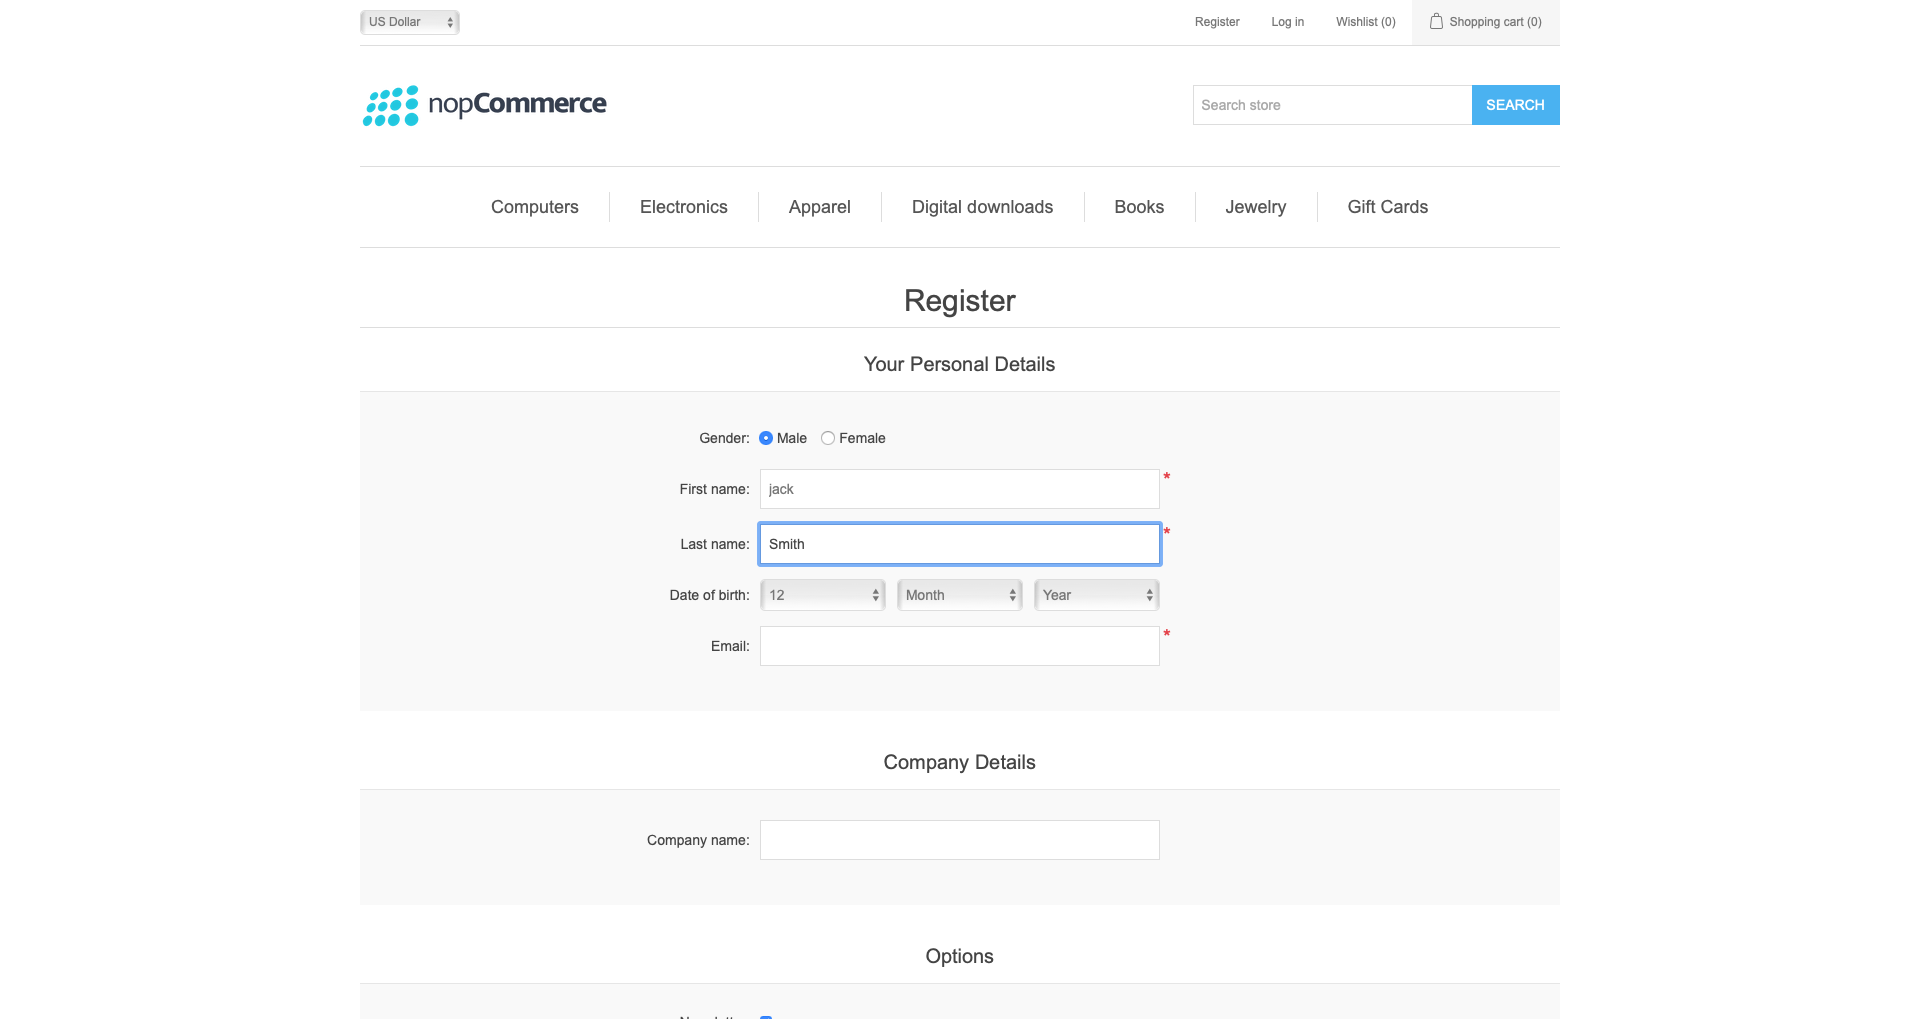 US Dollar Register Log in Wishlist (0) Shopping cart (0)
nopCommerce Search store SEARCH
Computers Electronics Apparel Digital downloads Books Jewelry Gift Cards
Register
Your Personal Details
Gender: Male Female
First name: jack *
Last name: Smith *
Date of birth: 12 Month Year
Email: *
Company Details
Company name:
Options